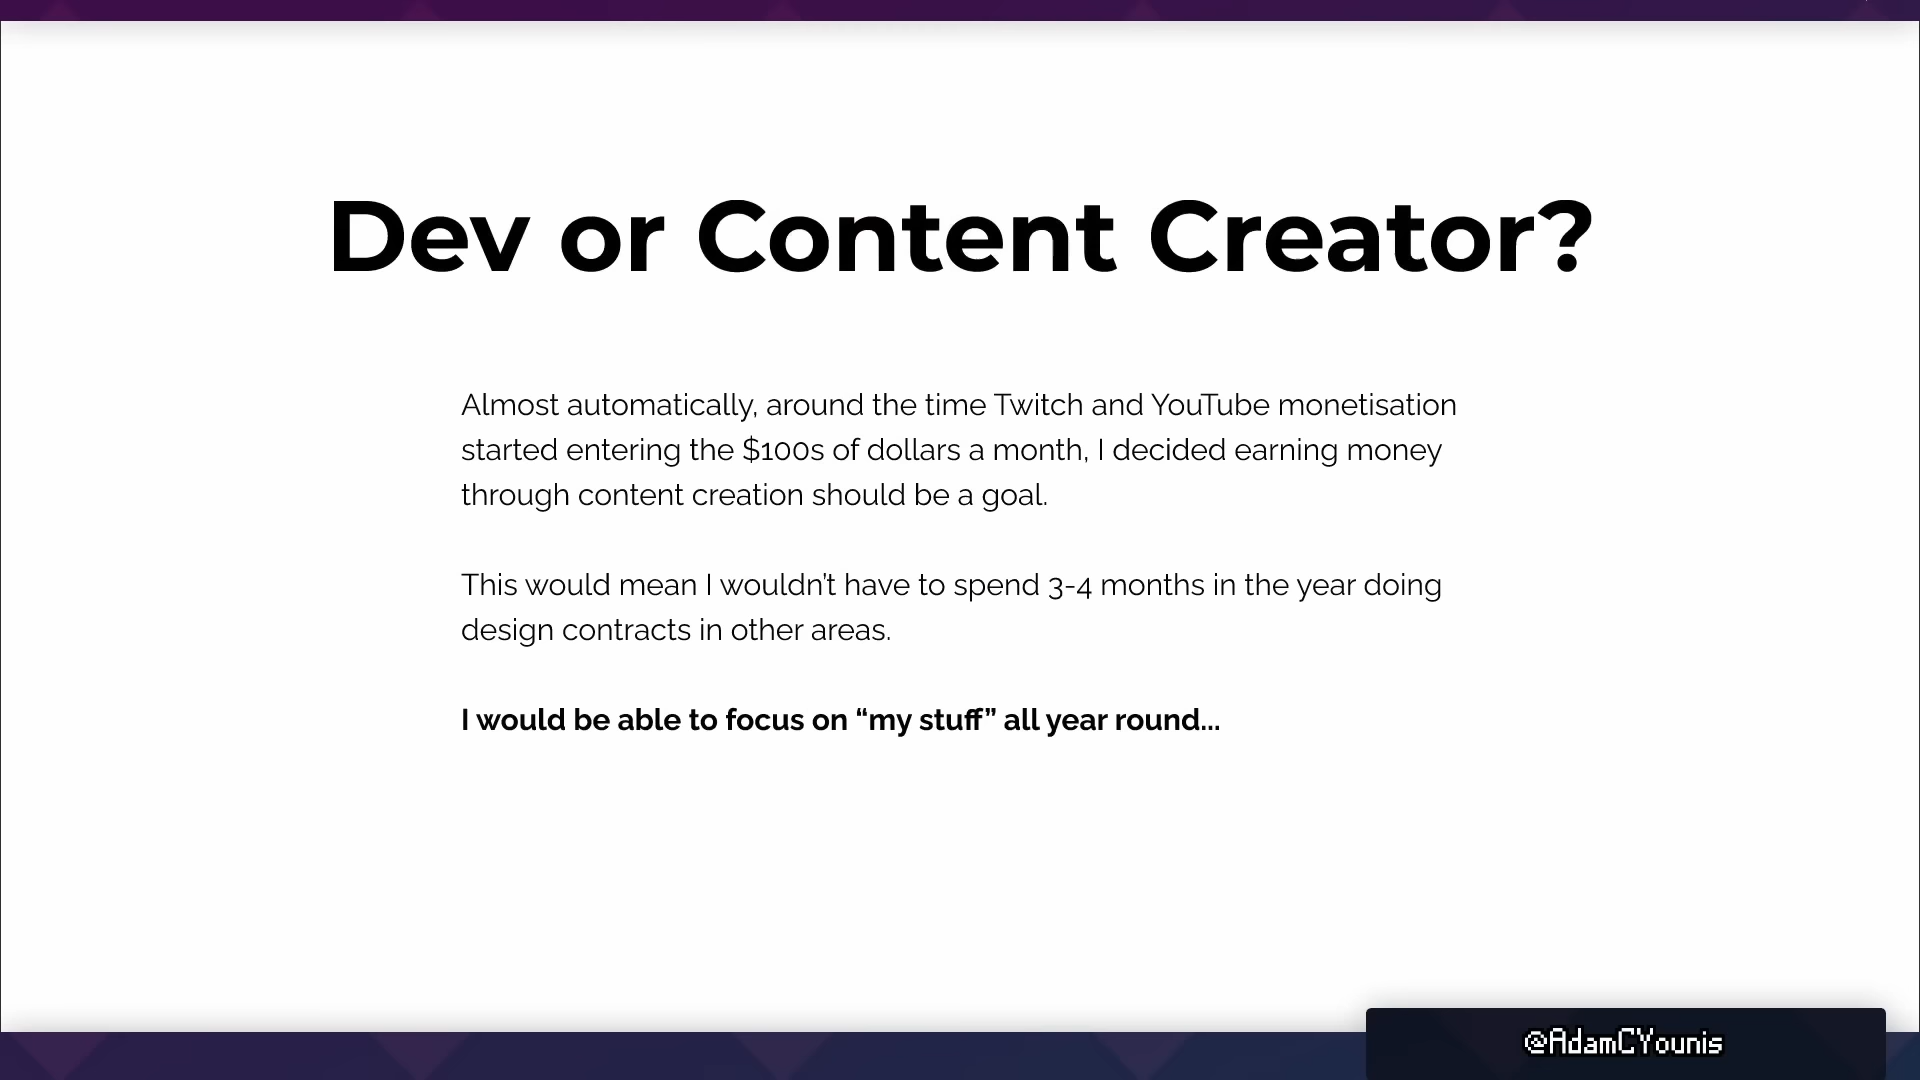 Dev or Content Creator?
Almost automatically, around the time Twitch and YouTube monetisation
started entering the $100s of dollars a month, I decided earning money
through content creation should be a goal.
This would mean I wouldn’t have to spend 3-4 months in the year doing
design contracts in other areas.
I would be able to focus on “my stuff” all year round...
@AdamCYounis